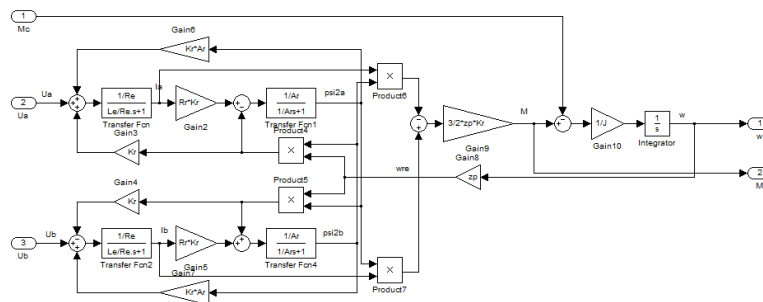 1
Mc
Gain6
Kr*Ar
2
Ua
Ua
1/Re
Le/Re.s+1
Transfer Fcn
Ia
Rr*Kr
Gain2
1/Ar
1/Ars+1
Transfer Fcn1
psi2a
×
Product6
Gain3
Kr
Product4
×
3/2*zp*Kr
Gain9
M
1/J
Gain10
1
s
Integrator
w
1
w
2
M
Gain8
zp
wre
Product5
×
Gain4
Kr
3
Ub
Ub
1/Re
Le/Re.s+1
Transfer Fcn2
Ib
Rr*Kr
Gain5
1/Ar
1/Ars+1
Transfer Fcn4
psi2b
×
Product7
Gain7
Kr*Ar